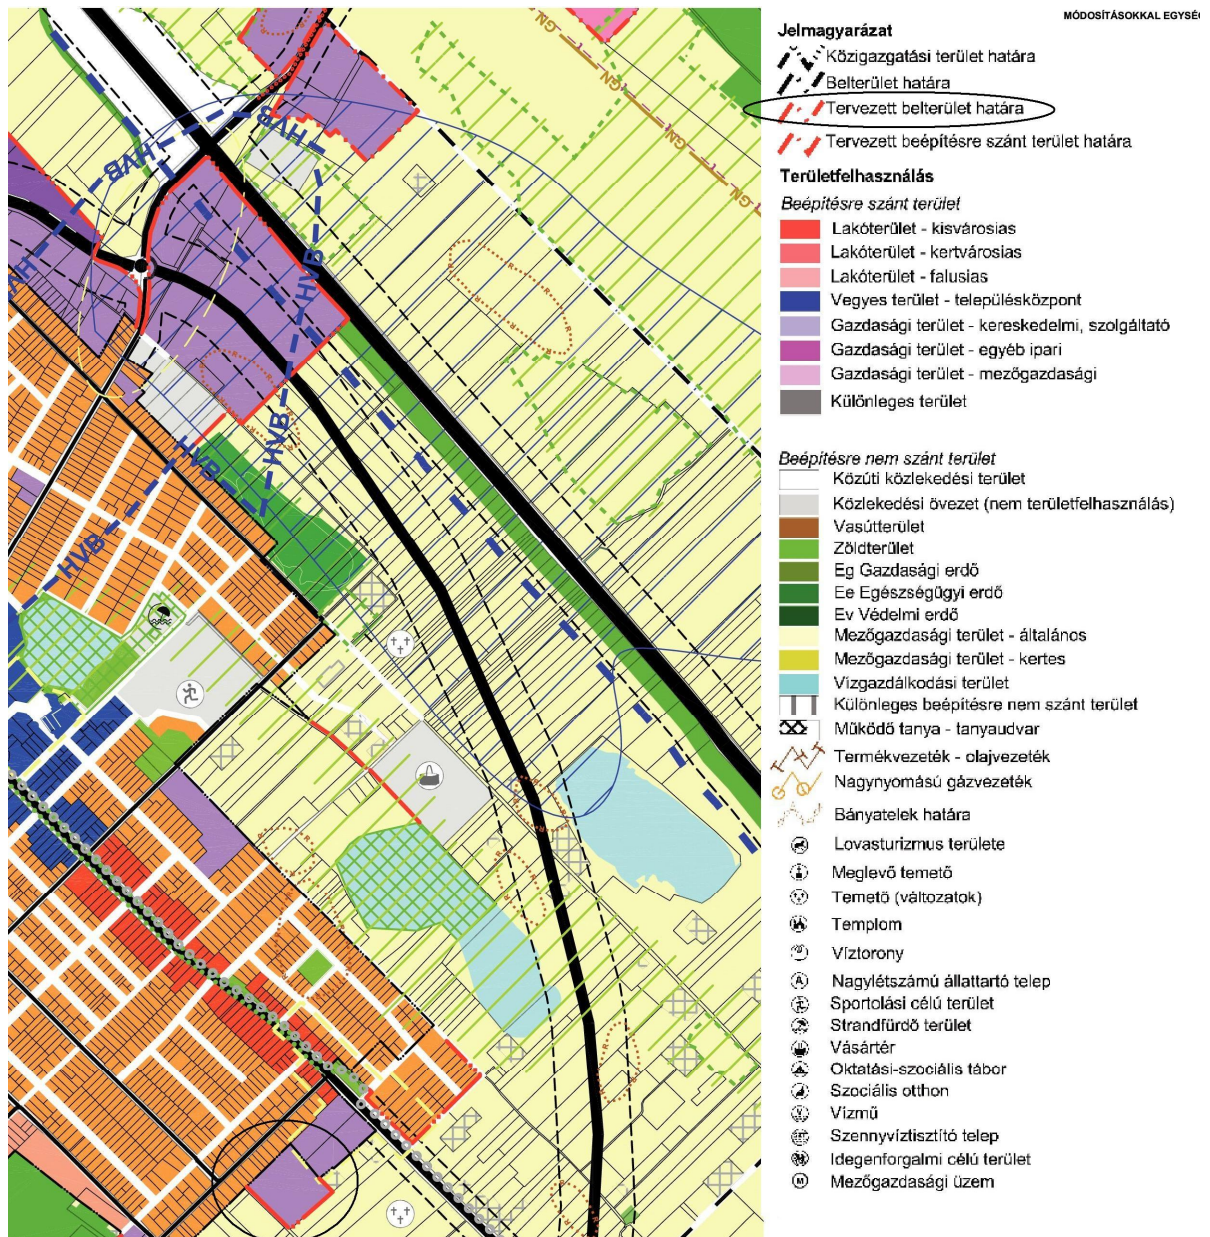 MÓDOSÍTÁSOKKAL EGYSÉ
Jelmagyarázat
Közigazgatási terület határa
Belterület határa
Tervezett belterület határa
Tervezett beépítésre szánt terület határa
Területfelhasználás
Beépítésre szánt terület
Lakóterület - kisvárosias
Lakóterület - kertvárosias
Lakóterület - falusias
Vegyes terület - településközpont
Gazdasági terület - kereskedelmi, szolgáltató
Gazdasági terület - egyéb ipari
Gazdasági terület - mezőgazdasági
Különleges terület
Beépítésre nem szánt terület
Közúti közlekedési terület
Közlekedési övezet (nem területfelhasználás)
Vasútterület
Zöldterület
Eg Gazdasági erdő
Ee Egészségügyi erdő
Ev Védelmi erdő
Mezőgazdasági terület - általános
Mezőgazdasági terület - kertes
Vízgazdálkodási terület
Különleges beépítésre nem szánt terület
Működő tanya - tanyaudvar
Termékvezeték - olajvezeték
Nagynyomású gázvezeték
Bányatelek határa
Lovasturizmus területe
Meglevő temető
Temető (változatok)
Templom
Víztorony
A Nagylétszámú állattartó telep
Sportolási célú terület
Strandfürdő terület
Vásártér
Oktatási-szociális tábor
Szociális otthon
Vízmű
Szennyvíztisztító telep
Idegenforgalmi célú terület
M Mezőgazdasági üzem
GN
GN
GN
GN
HVB
HVB
HVB
HVB
HVB
HVB
HVB